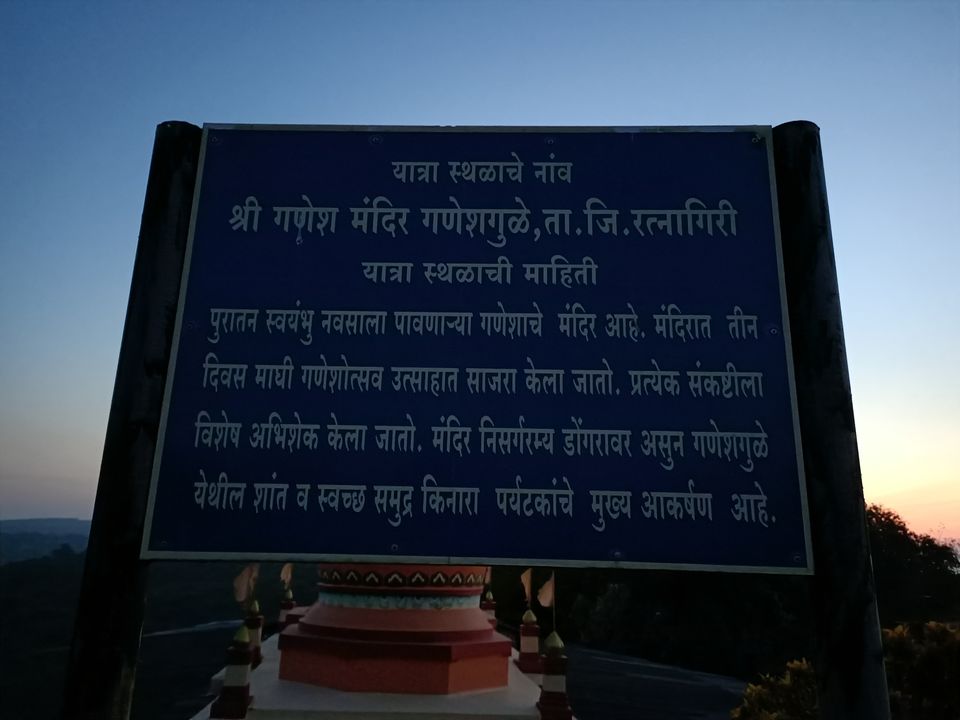 यात्रा स्थळाचे नांव
श्री गणेश मंदिर गणेशगुळे,ता.जि.रत्नागिरी
यात्रा स्थळाची माहिती
पुरातन स्वयंभु नवसाला पावणाऱ्या गणेशाचे मंदिर आहे. मंदिरात तीन
दिवस माघी गणेशोत्सव उत्साहात साजरा केला जातो. प्रत्येक संकष्टीला
विशेष अभिशेक केला जातो. मंदिर निसर्गरम्य डोंगरावर असुन गणेशगुळे
येथील शांत व स्वच्छ समुद्र किनारा पर्यटकांचे मुख्य आकर्षण आहे.